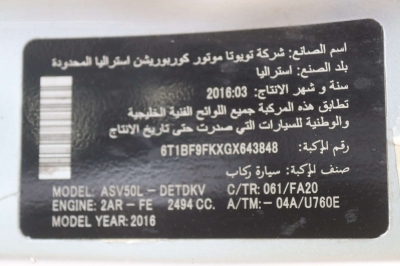 اسم الصانع: شركة تويوتا موتور كوربوريشن استراليا المحدودة
بلد الصنع: استراليا
سنة و شهر الانتاج: 2016:03
تطابق هذه المركبة جميع اللوائح الفنية الخليجية
والوطنية للسيارات التي صدرت حتى تاريخ الانتاج
رقم المركبة: 6T1BF9FKXGX643848
صنف المركبة: سيارة ركاب
MODEL: ASV50L - DETDKV C/TR: 061/FA20
ENGINE: 2AR - FE 2494 CC. A/TM: -04A/U760E
MODEL YEAR: 2016